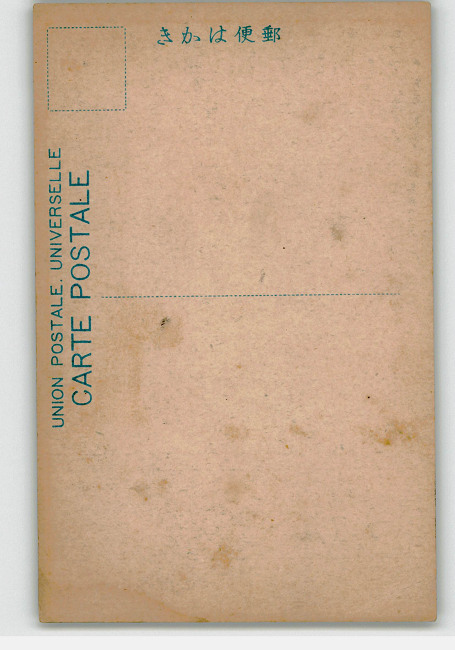 郵便はかき
UNION POSTALE. UNIVERSELLE
CARTE POSTALE